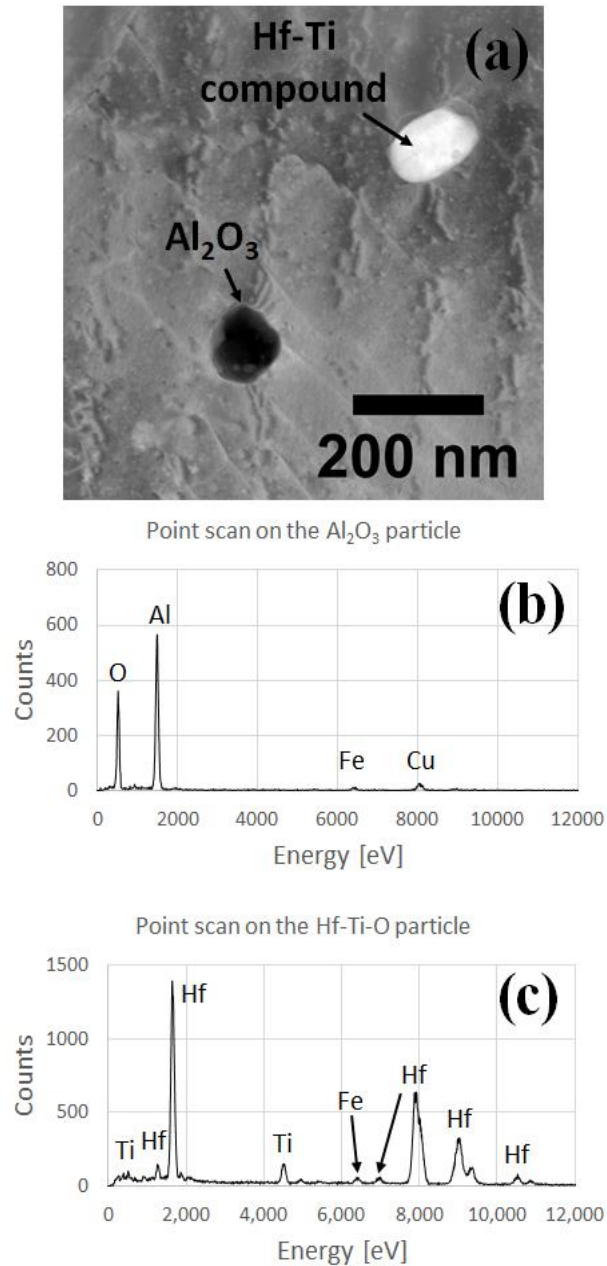 Hf-Ti
compound
(a)
Al₂O₃
200 nm
Point scan on the Al₂O₃ particle
(b)
Counts
800
600
400
200
0
O
Al
Fe
Cu
0 2000 4000 6000 8000 10000 12000
Energy [eV]
Point scan on the Hf-Ti-O particle
(c)
Counts
1500
1000
500
0
Ti
Hf
Hf
Ti
Fe
Hf
Hf
Hf
0 2,000 4,000 6,000 8,000 10,000 12,000
Energy [eV]